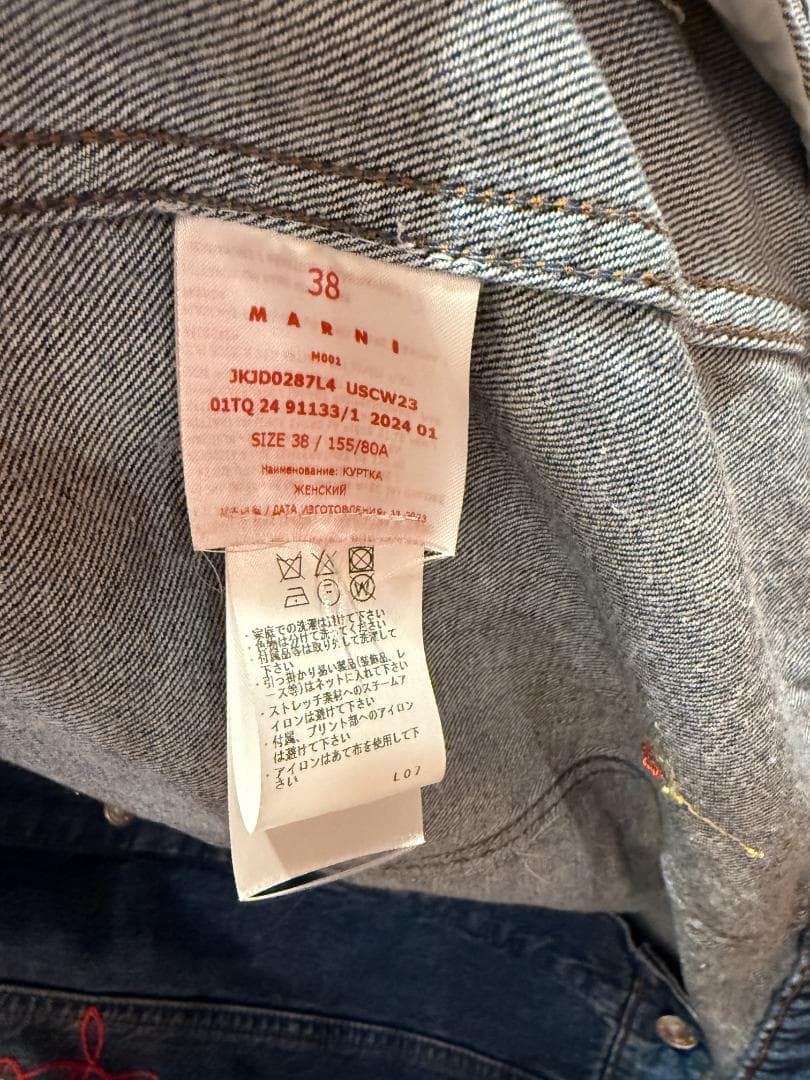 38
MARNI
M001
JKJD0287L4 USCW23
01TQ 24 91133/1 2024 01
SIZE 38 / 155/80A
Наименование: КУРТКА
ЖЕНСКИЙ
/ ДАТА ИЗГОТОВЛЕНИЯ:
W
・家庭での洗濯は避けて下さい
・色物は分けて洗ってください
・付属品等は取り外して洗濯して
下さい
・引っ掛かり易い製品(装飾品、レ
ース等)はネットに入れて下さい
・ストレッチ素材へのスチームア
イロンは避けて下さい
・付属、プリント部へのアイロン
は避けて下さい
・アイロンはあて布を使用して下
さい
L07